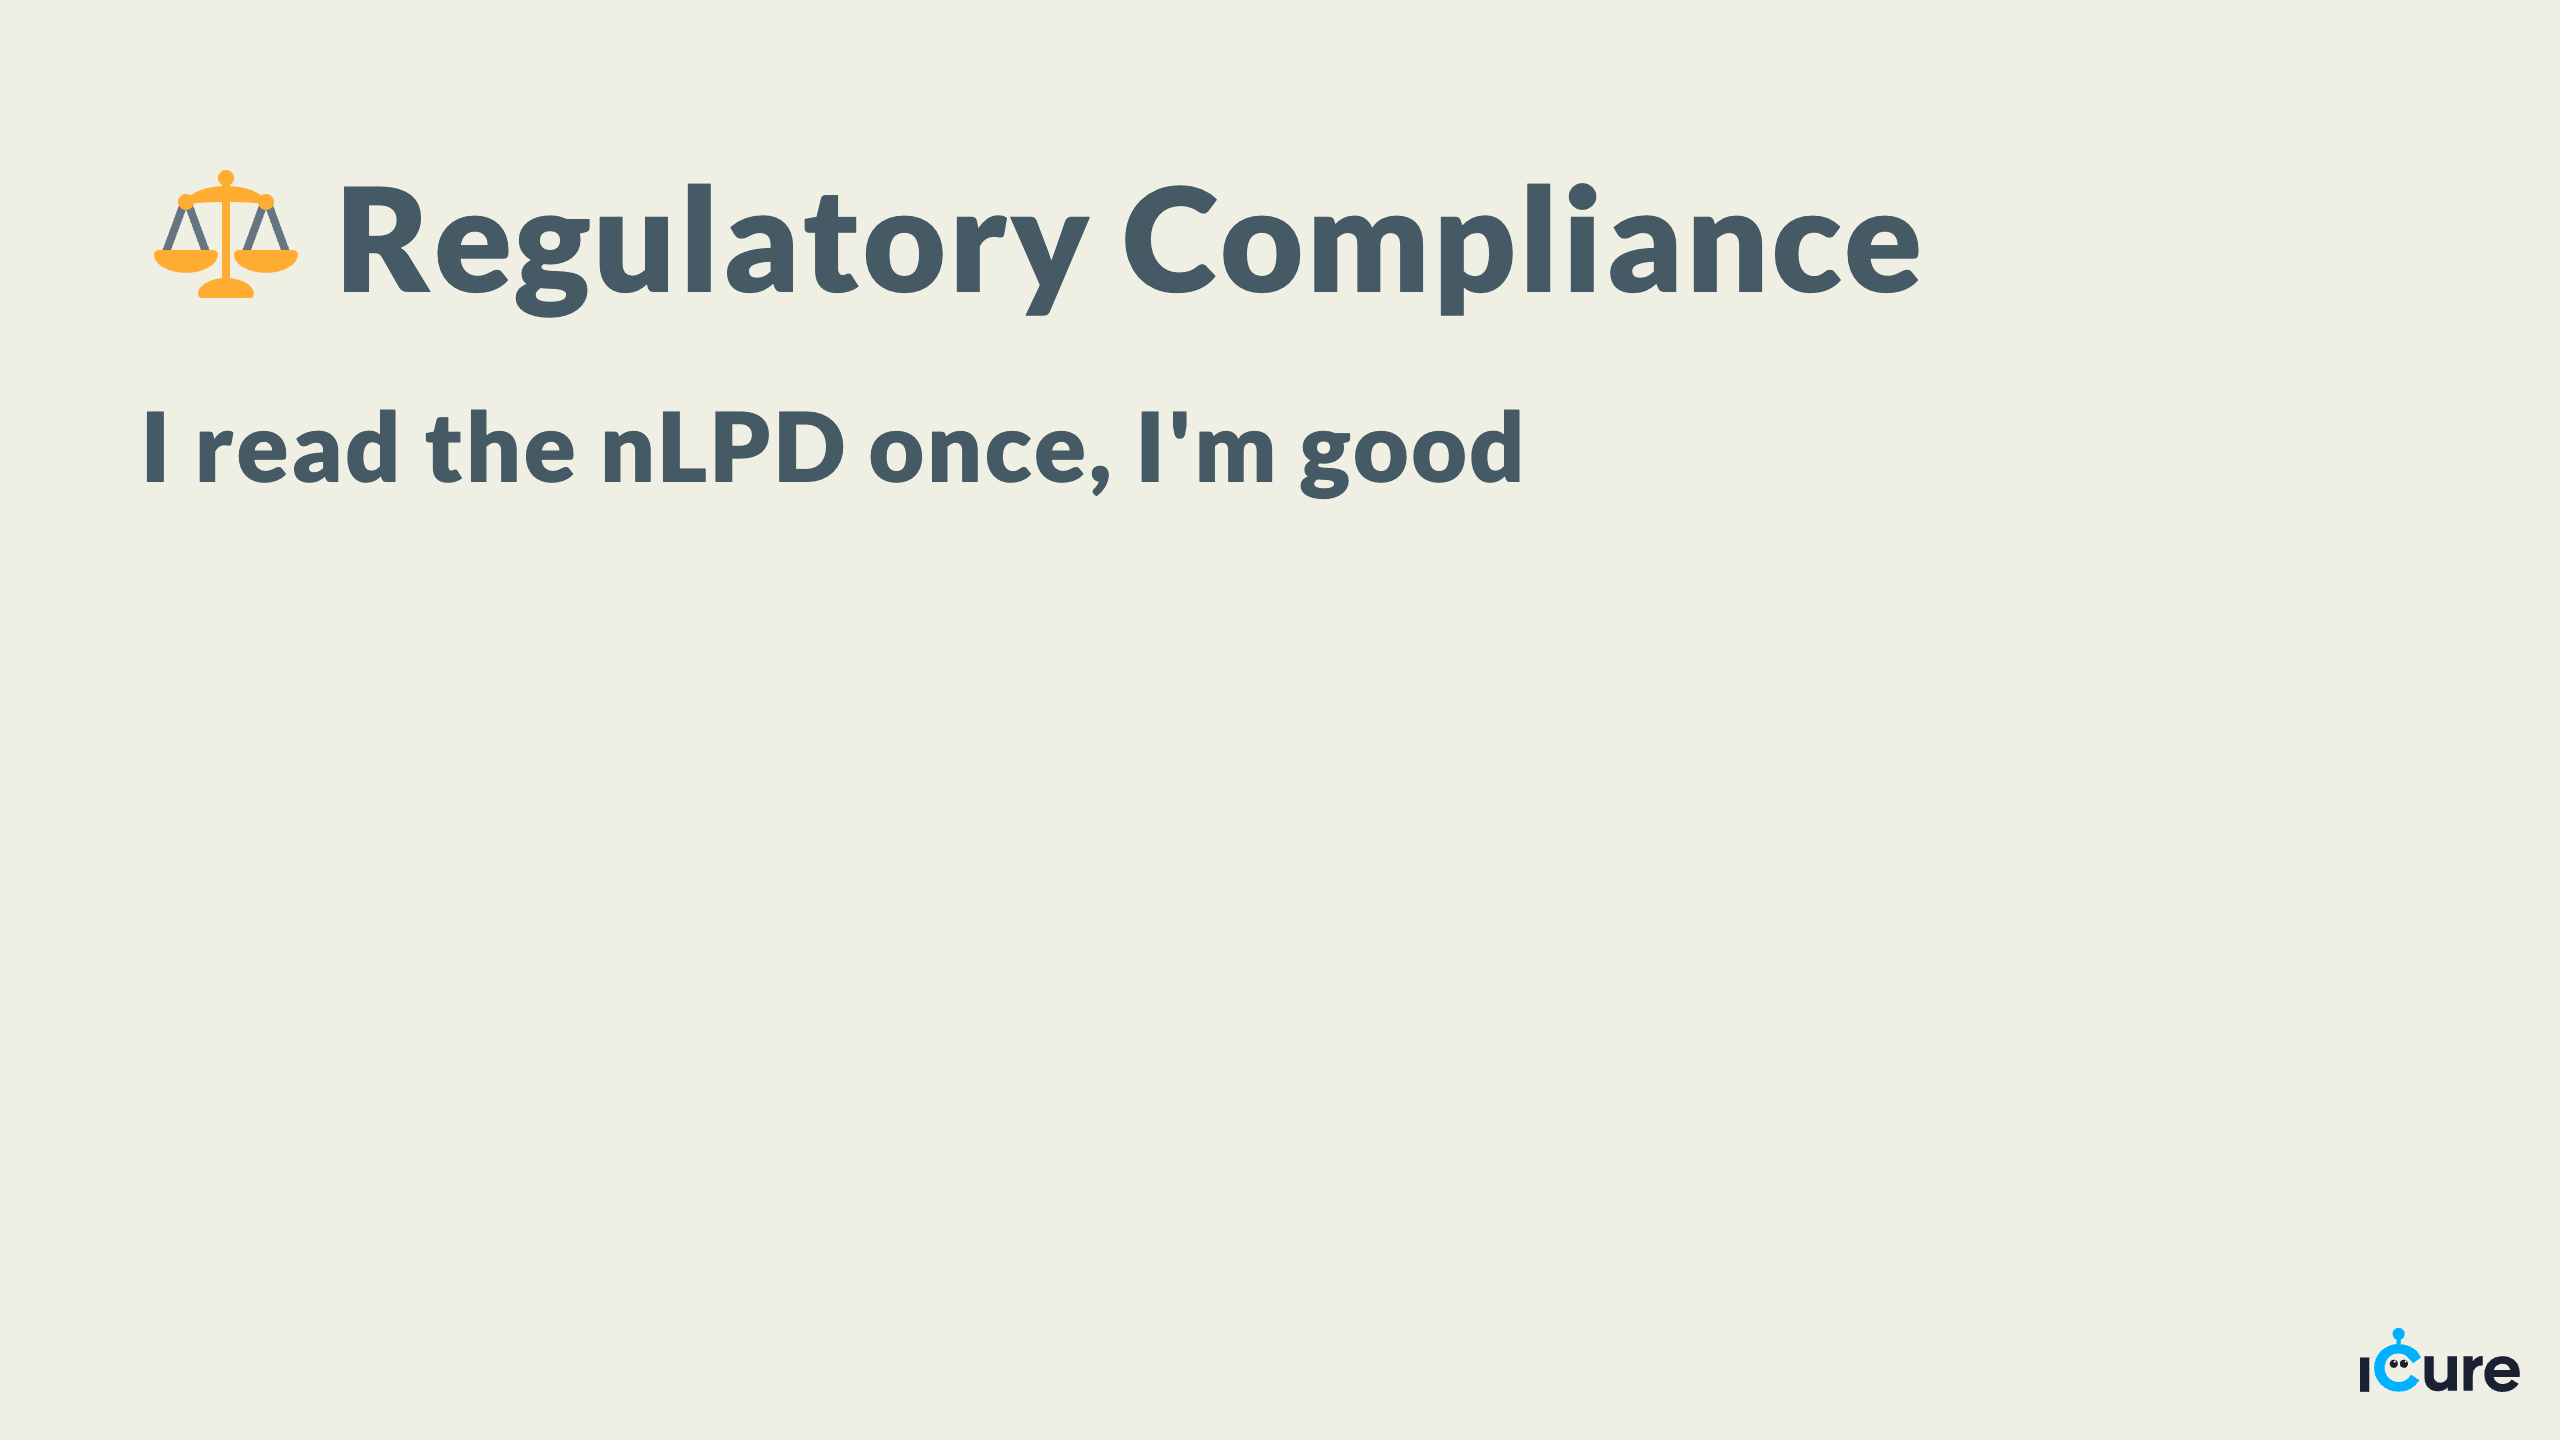 ⚖️ Regulatory Compliance
I read the nLPD once, I'm good
iCure